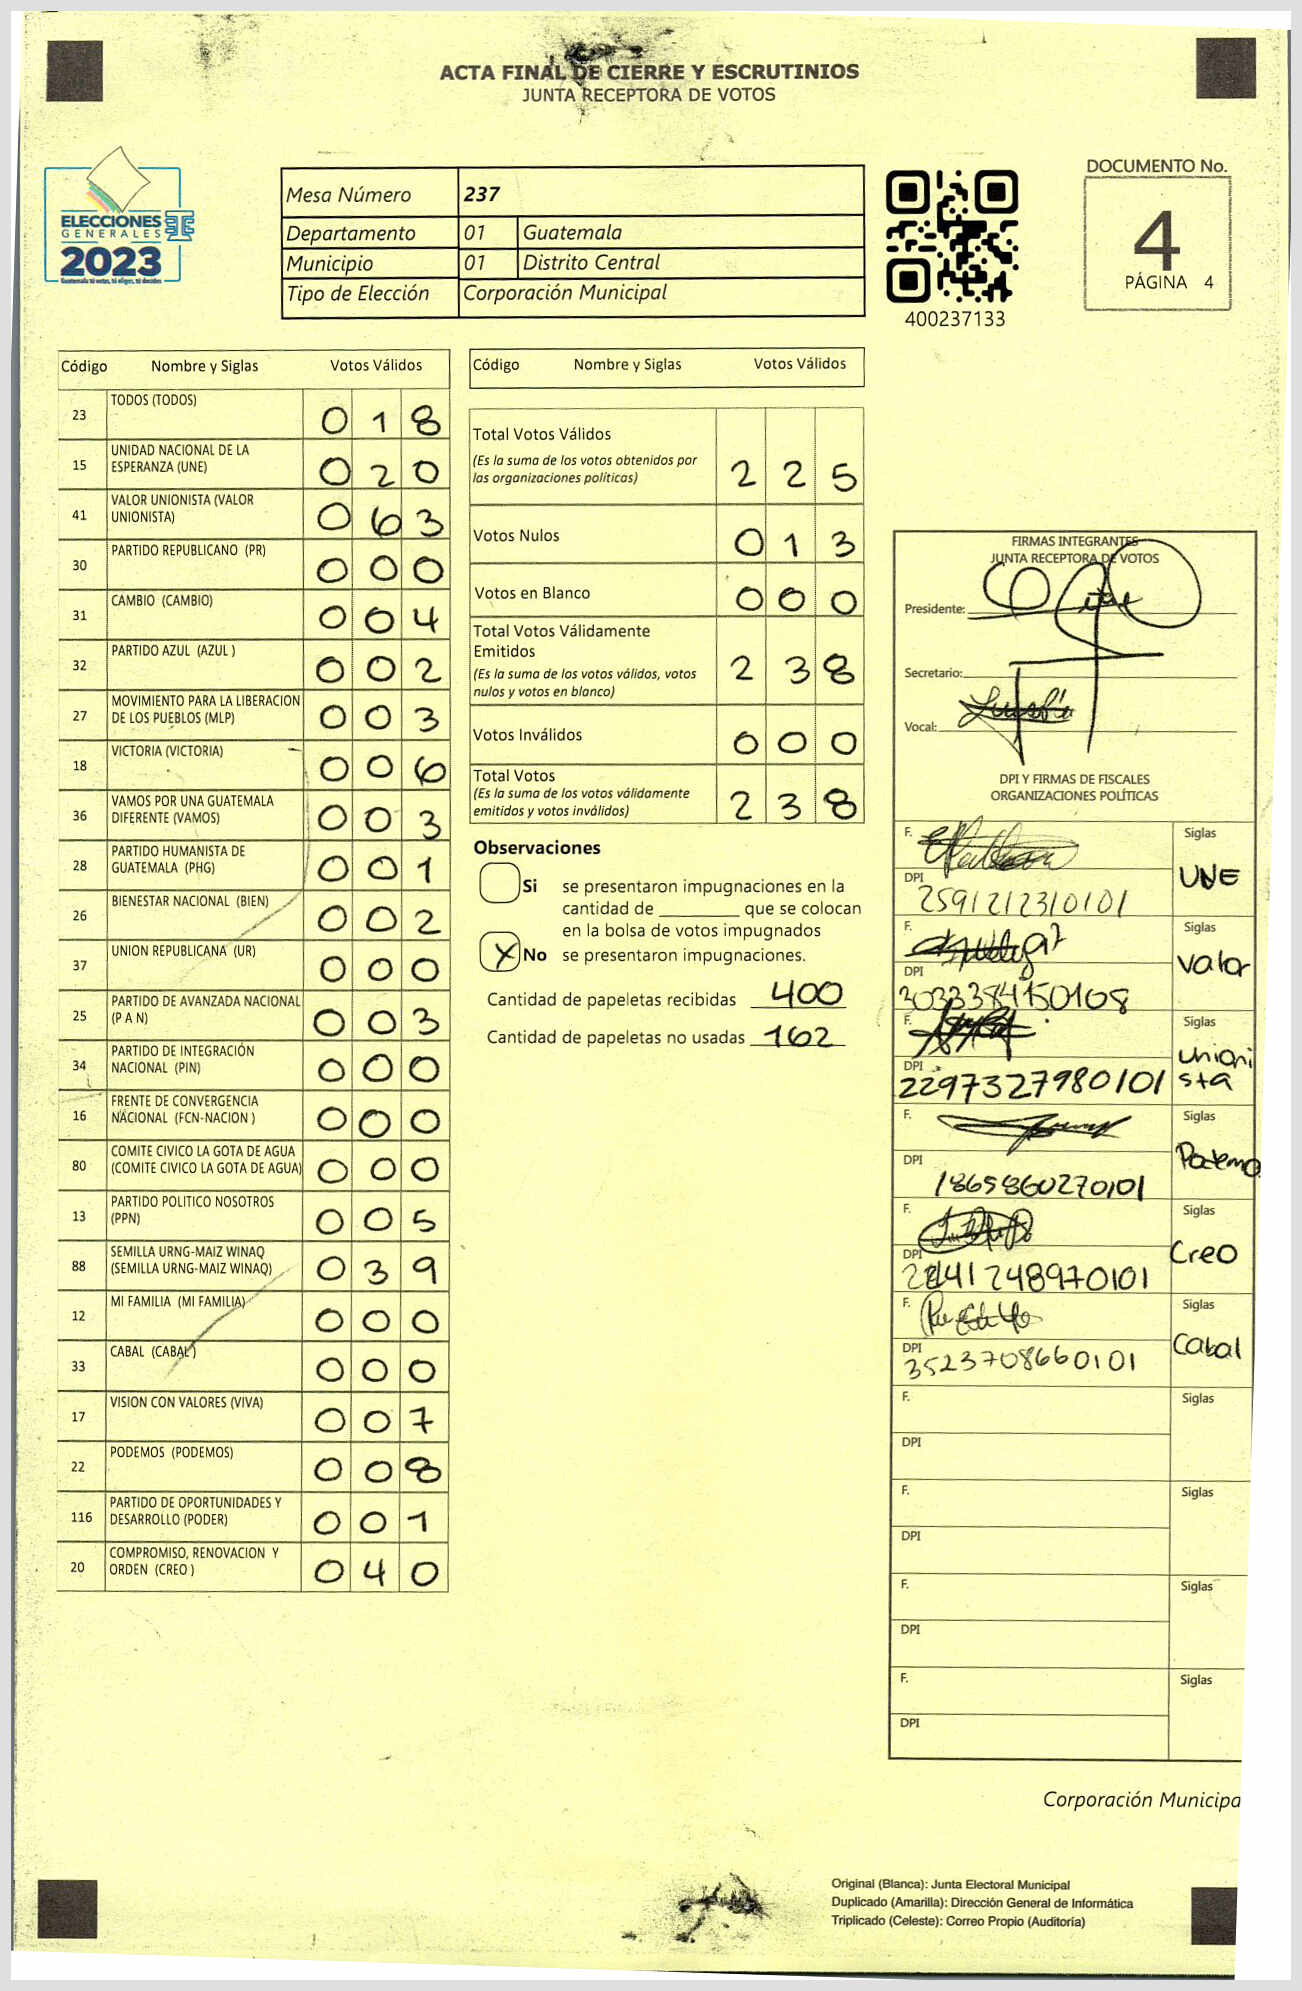 ACTA FINAL DE CIERRE Y ESCRUTINIOS
JUNTA RECEPTORA DE VOTOS
ELECCIONES
GENERALES
2023
Guatemala tú votas, tú eliges, tú decides
Mesa Número 237
Departamento 01 Guatemala
Municipio 01 Distrito Central
Tipo de Elección Corporación Municipal
400237133
DOCUMENTO No.
4
PÁGINA 4
Código Nombre y Siglas Votos Válidos
23 TODOS (TODOS) 0 1 8
15 UNIDAD NACIONAL DE LA
ESPERANZA (UNE) 0 2 0
41 VALOR UNIONISTA (VALOR
UNIONISTA) 0 6 3
30 PARTIDO REPUBLICANO (PR) 0 0 0
31 CAMBIO (CAMBIO) 0 0 4
32 PARTIDO AZUL (AZUL ) 0 0 2
27 MOVIMIENTO PARA LA LIBERACION
DE LOS PUEBLOS (MLP) 0 0 3
18 VICTORIA (VICTORIA) 0 0 6
36 VAMOS POR UNA GUATEMALA
DIFERENTE (VAMOS) 0 0 3
28 PARTIDO HUMANISTA DE
GUATEMALA (PHG) 0 0 1
26 BIENESTAR NACIONAL (BIEN) 0 0 2
37 UNION REPUBLICANA (UR) 0 0 0
25 PARTIDO DE AVANZADA NACIONAL
(P A N) 0 0 3
34 PARTIDO DE INTEGRACIÓN
NACIONAL (PIN) 0 0 0
16 FRENTE DE CONVERGENCIA
NACIONAL (FCN-NACION ) 0 0 0
80 COMITE CIVICO LA GOTA DE AGUA
(COMITE CIVICO LA GOTA DE AGUA) 0 0 0
13 PARTIDO POLITICO NOSOTROS
(PPN) 0 0 5
88 SEMILLA URNG-MAIZ WINAQ
(SEMILLA URNG-MAIZ WINAQ) 0 3 9
12 MI FAMILIA (MI FAMILIA) 0 0 0
33 CABAL (CABAL ) 0 0 0
17 VISION CON VALORES (VIVA) 0 0 7
22 PODEMOS (PODEMOS) 0 0 8
116 PARTIDO DE OPORTUNIDADES Y
DESARROLLO (PODER) 0 0 1
20 COMPROMISO, RENOVACION Y
ORDEN (CREO ) 0 4 0
Código Nombre y Siglas Votos Válidos
Total Votos Válidos
(Es la suma de los votos obtenidos por
las organizaciones políticas) 2 2 5
Votos Nulos 0 1 3
Votos en Blanco 0 0 0
Total Votos Válidamente
Emitidos
(Es la suma de los votos válidos, votos
nulos y votos en blanco) 2 3 8
Votos Inválidos 0 0 0
Total Votos
(Es la suma de los votos válidamente
emitidos y votos inválidos) 2 3 8
Observaciones
Si se presentaron impugnaciones en la
cantidad de ________ que se colocan
en la bolsa de votos impugnados
X No se presentaron impugnaciones.
Cantidad de papeletas recibidas 400
Cantidad de papeletas no usadas 162
FIRMAS INTEGRANTES
JUNTA RECEPTORA DE VOTOS
Presidente:
Secretario:
Vocal:
DPI Y FIRMAS DE FISCALES
ORGANIZACIONES POLÍTICAS
F. Siglas
UNE
DPI
2591212310101
F. Siglas
Valor
DPI
3033384150108
F. Siglas
Unioni
sta
DPI
2297327980101
F. Siglas
Podemo
DPI
1865860270101
F. Siglas
Creo
DPI
F. Siglas
Cabal
DPI
3523708660101
F. Siglas
DPI
F. Siglas
DPI
F. Siglas
DPI
F. Siglas
DPI
Corporación Municipa
Original (Blanca): Junta Electoral Municipal
Duplicado (Amarilla): Dirección General de Informática
Triplicado (Celeste): Correo Propio (Auditoría)